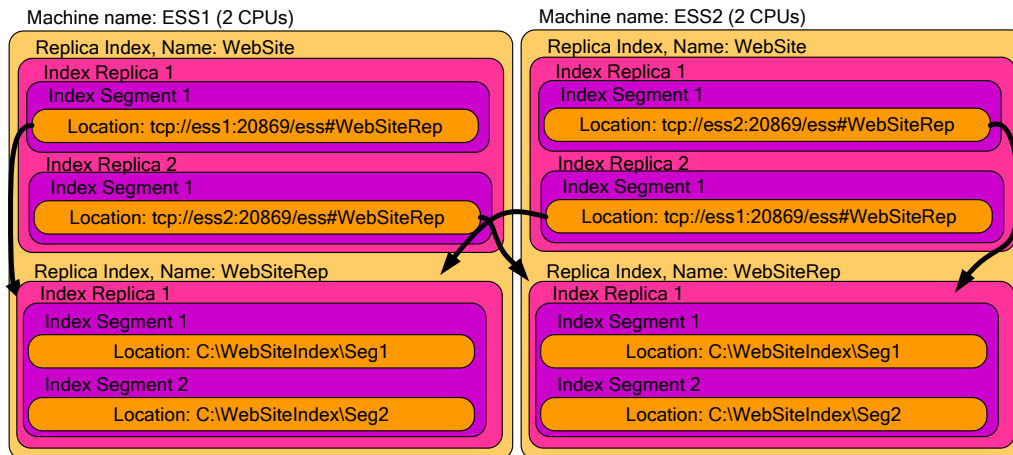 Machine name: ESS1 (2 CPUs)
Replica Index, Name: WebSite
Index Replica 1
Index Segment 1
Location: tcp://ess1:20869/ess#WebSiteRep
Index Replica 2
Index Segment 1
Location: tcp://ess2:20869/ess#WebSiteRep
Replica Index, Name: WebSiteRep
Index Replica 1
Index Segment 1
Location: C:\WebSiteIndex\Seg1
Index Segment 2
Location: C:\WebSiteIndex\Seg2
Machine name: ESS2 (2 CPUs)
Replica Index, Name: WebSite
Index Replica 1
Index Segment 1
Location: tcp://ess2:20869/ess#WebSiteRep
Index Replica 2
Index Segment 1
Location: tcp://ess1:20869/ess#WebSiteRep
Replica Index, Name: WebSiteRep
Index Replica 1
Index Segment 1
Location: C:\WebSiteIndex\Seg1
Index Segment 2
Location: C:\WebSiteIndex\Seg2